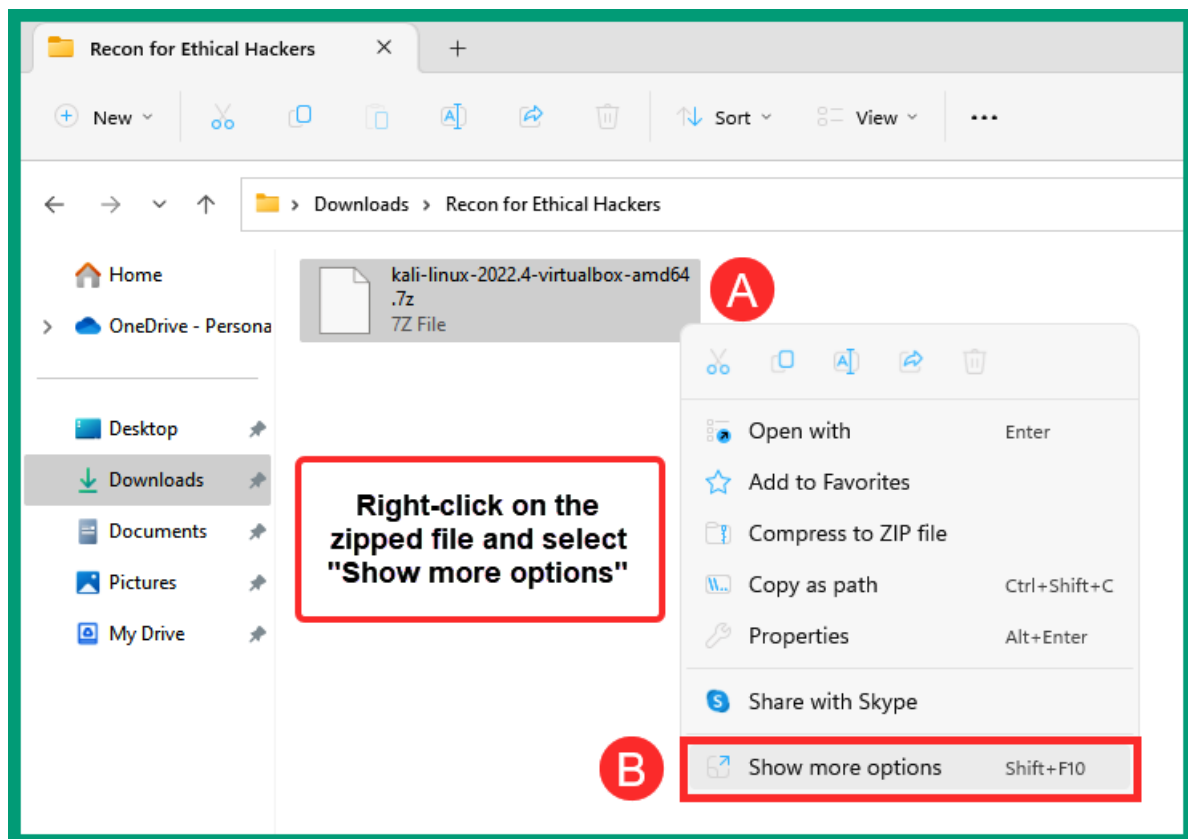 Recon for Ethical Hackers
New
Sort
View
Downloads > Recon for Ethical Hackers
Home
OneDrive - Persona
Desktop
Downloads
Documents
Pictures
My Drive
kali-linux-2022.4-virtualbox-amd64
.7z
7Z File
A
Right-click on the
zipped file and select
"Show more options"
Open with Enter
Add to Favorites
Compress to ZIP file
Copy as path Ctrl+Shift+C
Properties Alt+Enter
Share with Skype
B
Show more options Shift+F10